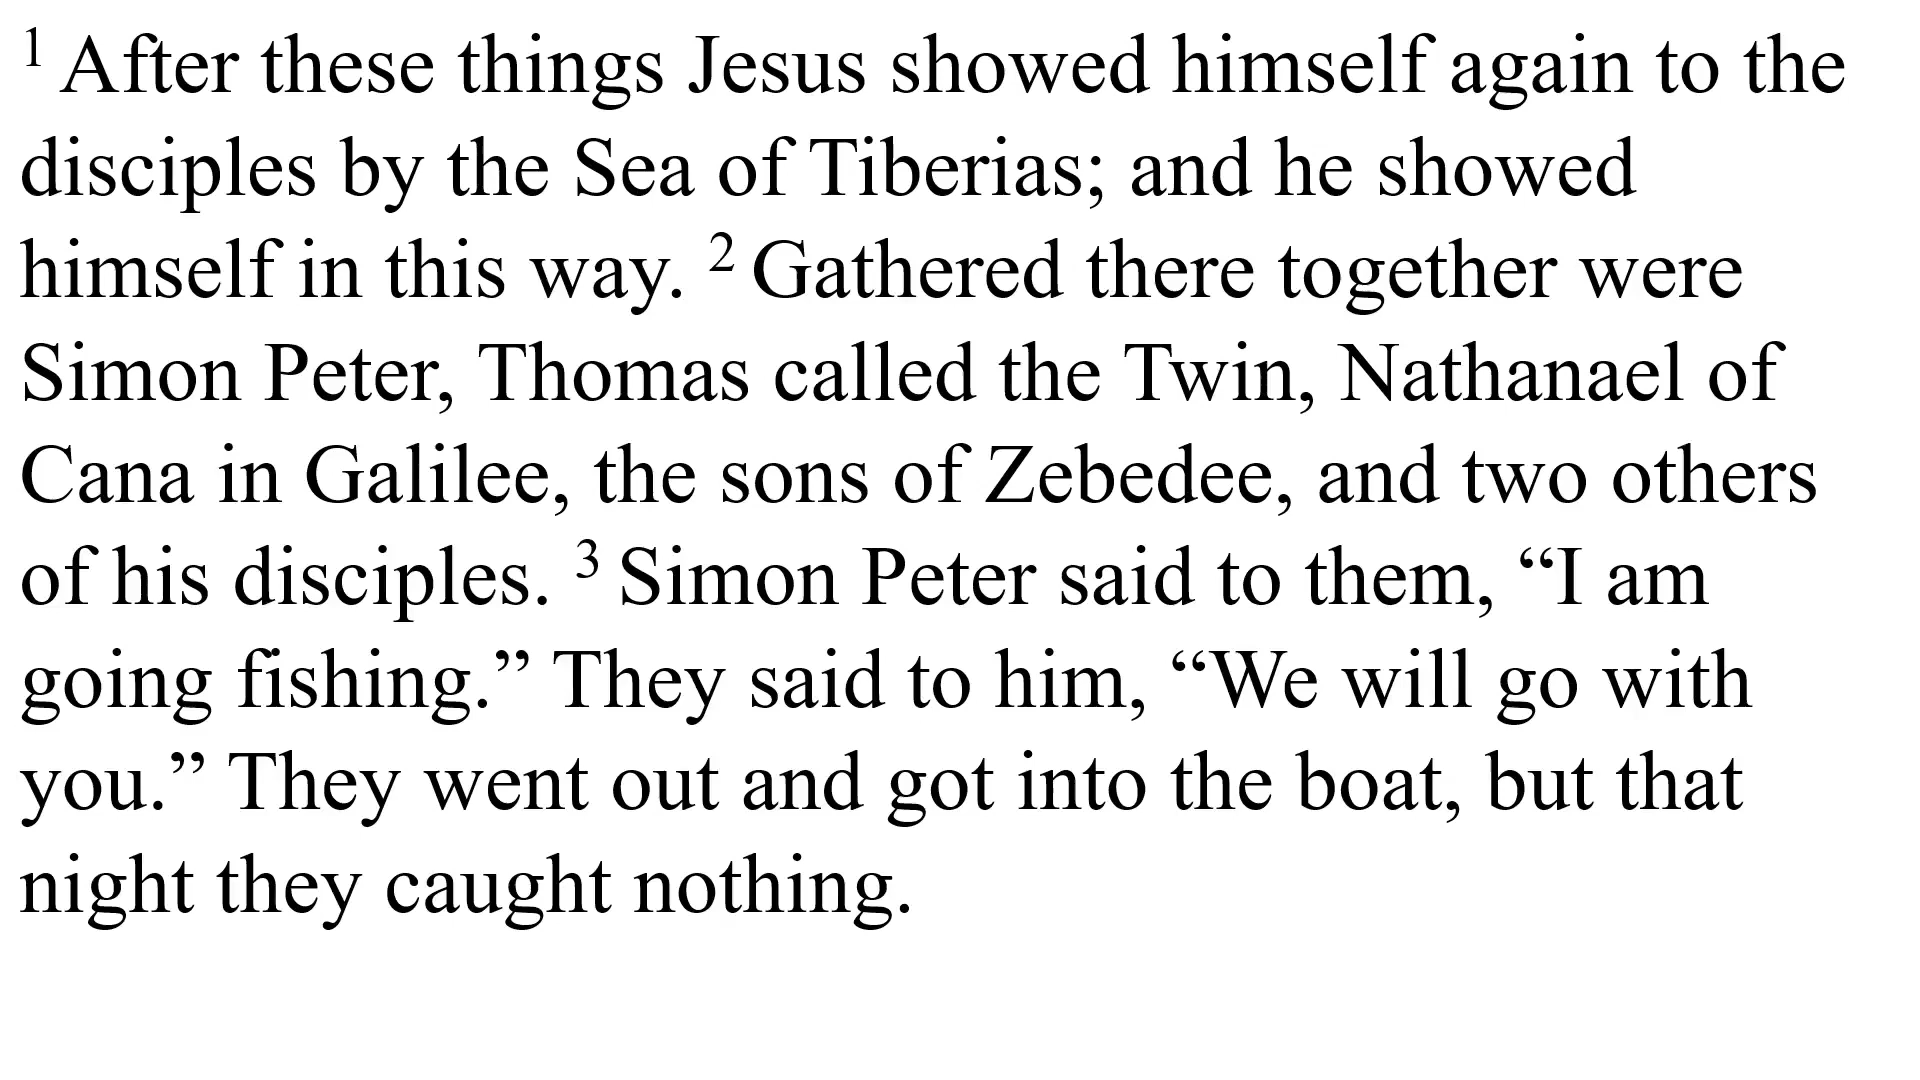 1 After these things Jesus showed himself again to the
disciples by the Sea of Tiberias; and he showed
himself in this way. 2 Gathered there together were
Simon Peter, Thomas called the Twin, Nathanael of
Cana in Galilee, the sons of Zebedee, and two others
of his disciples. 3 Simon Peter said to them, “I am
going fishing.” They said to him, “We will go with
you.” They went out and got into the boat, but that
night they caught nothing.